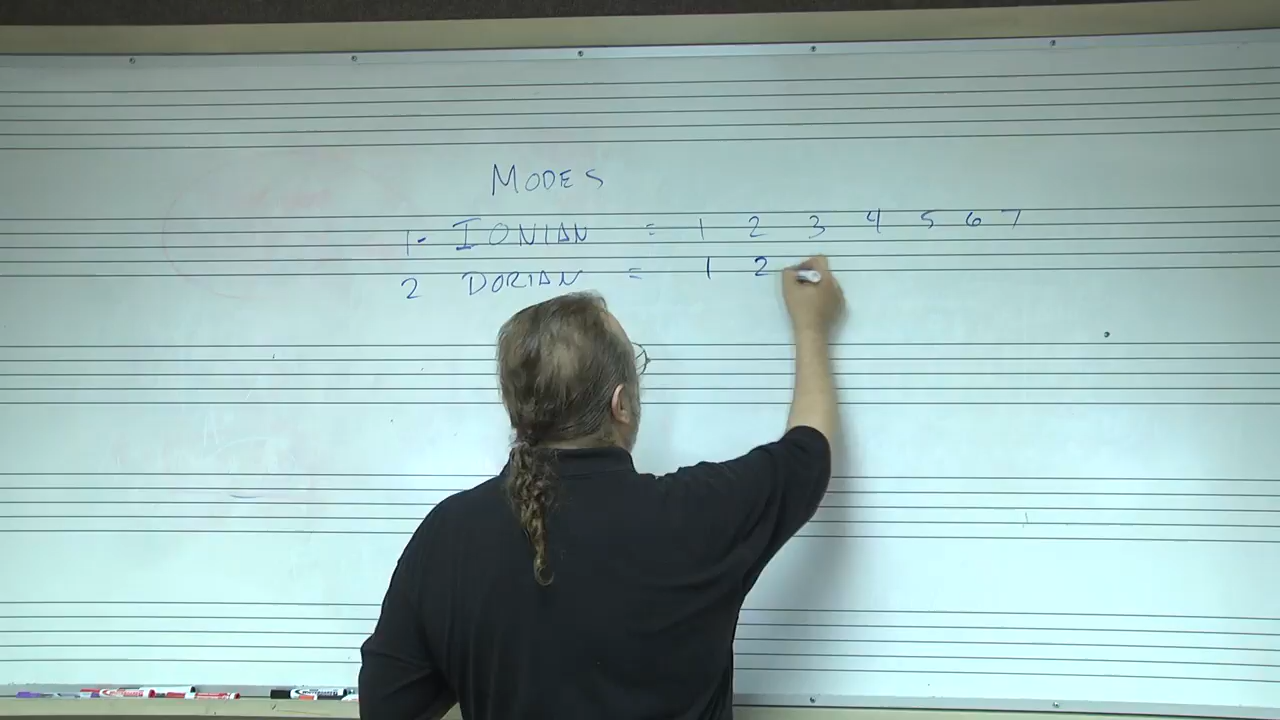 MODES
1- IONIAN = 1 2 3 4 5 6 7
2 DORIAN = 1 2